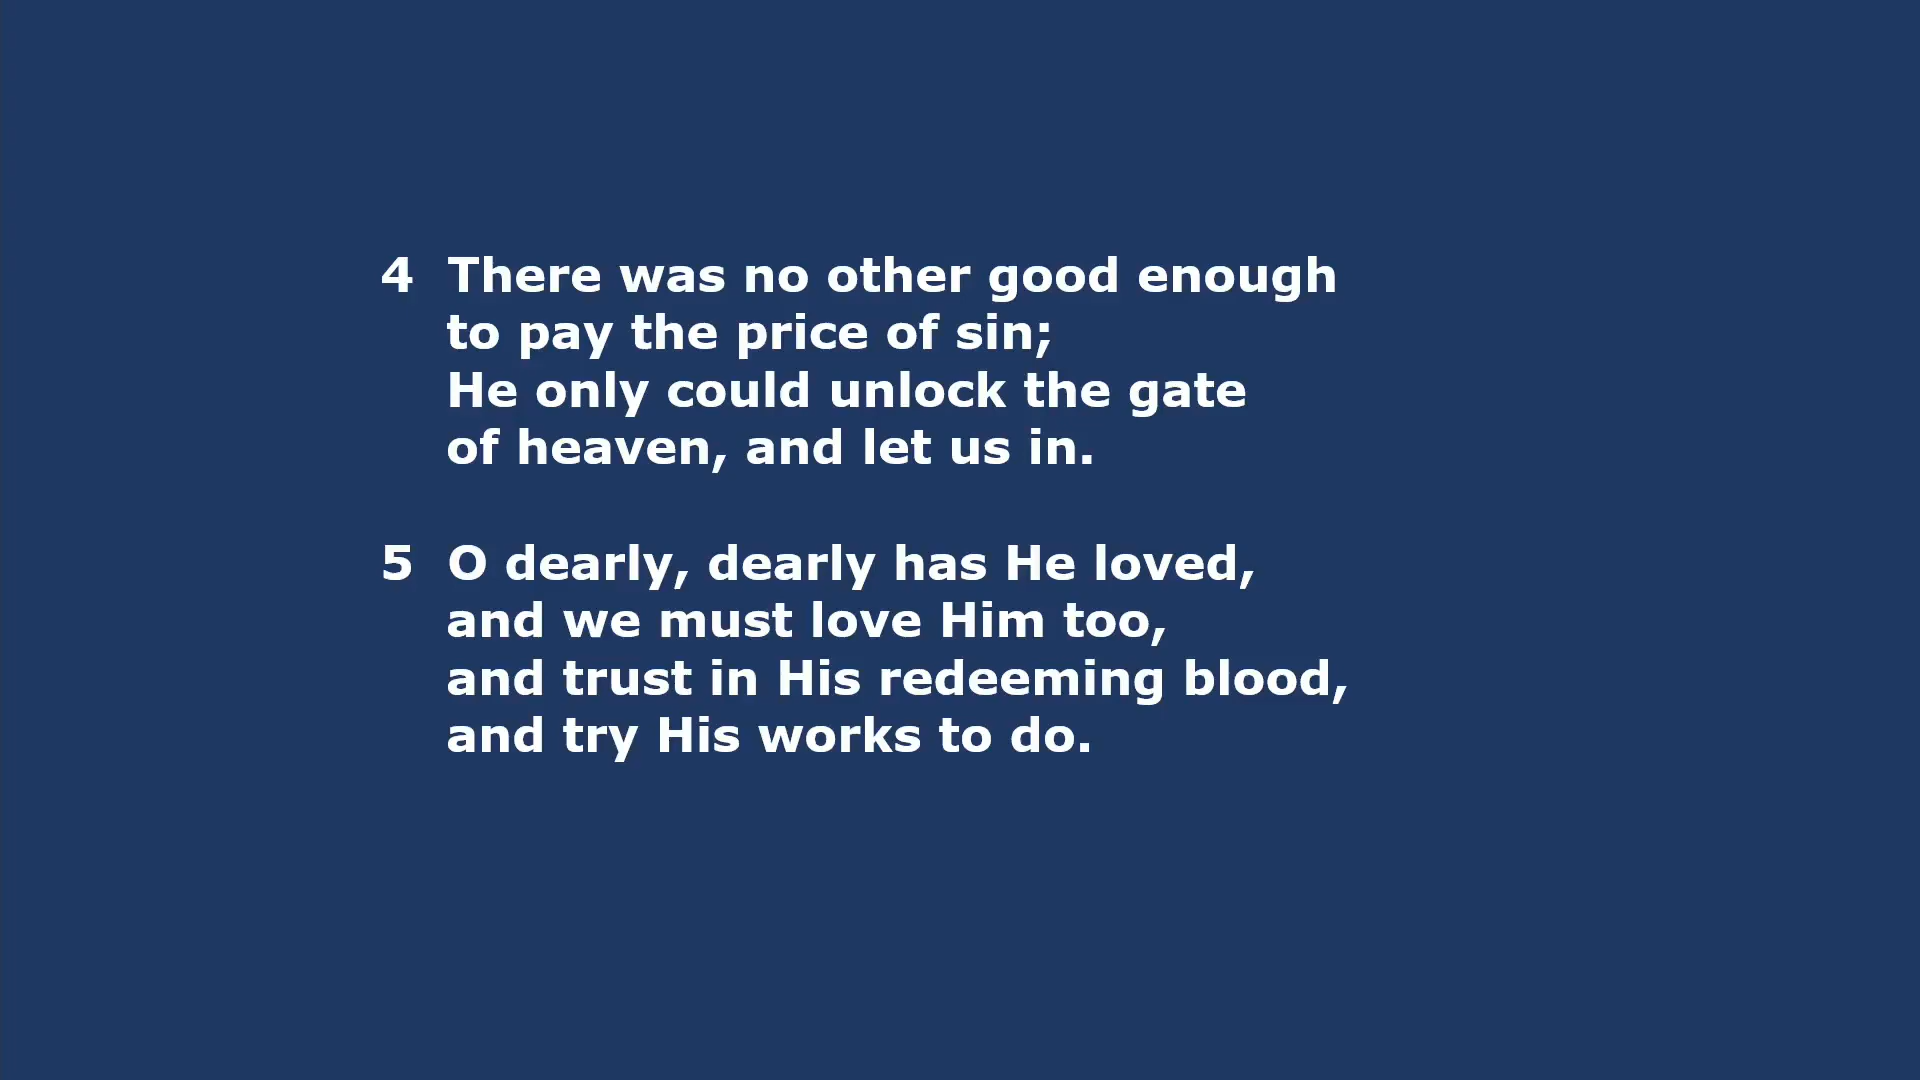 4 There was no other good enough
to pay the price of sin;
He only could unlock the gate
of heaven, and let us in.
5 O dearly, dearly has He loved,
and we must love Him too,
and trust in His redeeming blood,
and try His works to do.